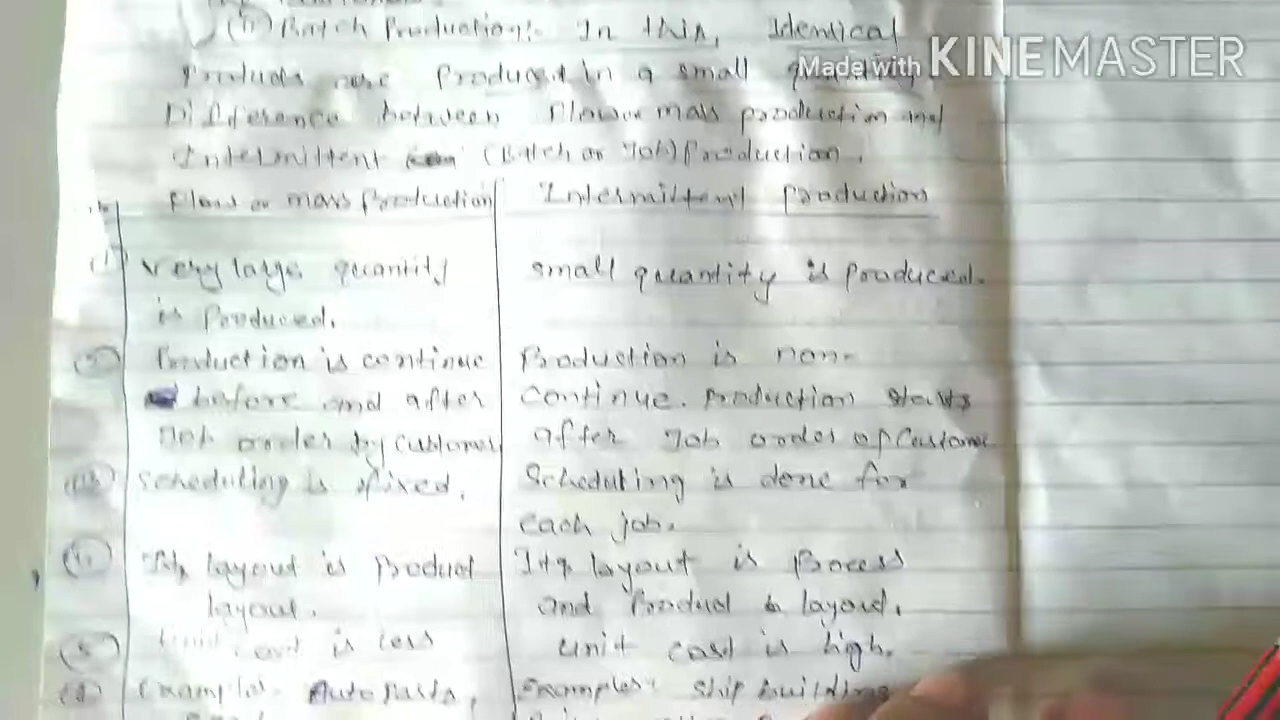 (ii) Batch Production:- In this, Identical
Products are Produced in a small
Made with KINEMASTER
Difference between Flow or mass production and
Intermittent (Batch or Job) Production.
Flow or mass Production
Intermittent production
(1) very large quantity
is Produced.
small quantity is produced.
(2) Production is continue
before and after
Job order by Customer
Production is non-
Continue. Production starts
after Job order of Custome
scheduling is fixed.
Scheduling is done for
each job.
Its layout is Product
layout.
Its layout is Process
and Product layout.
(5) Unit cost is less
unit cost is high.
Examples- Auto Parts,
Examples: Ship building